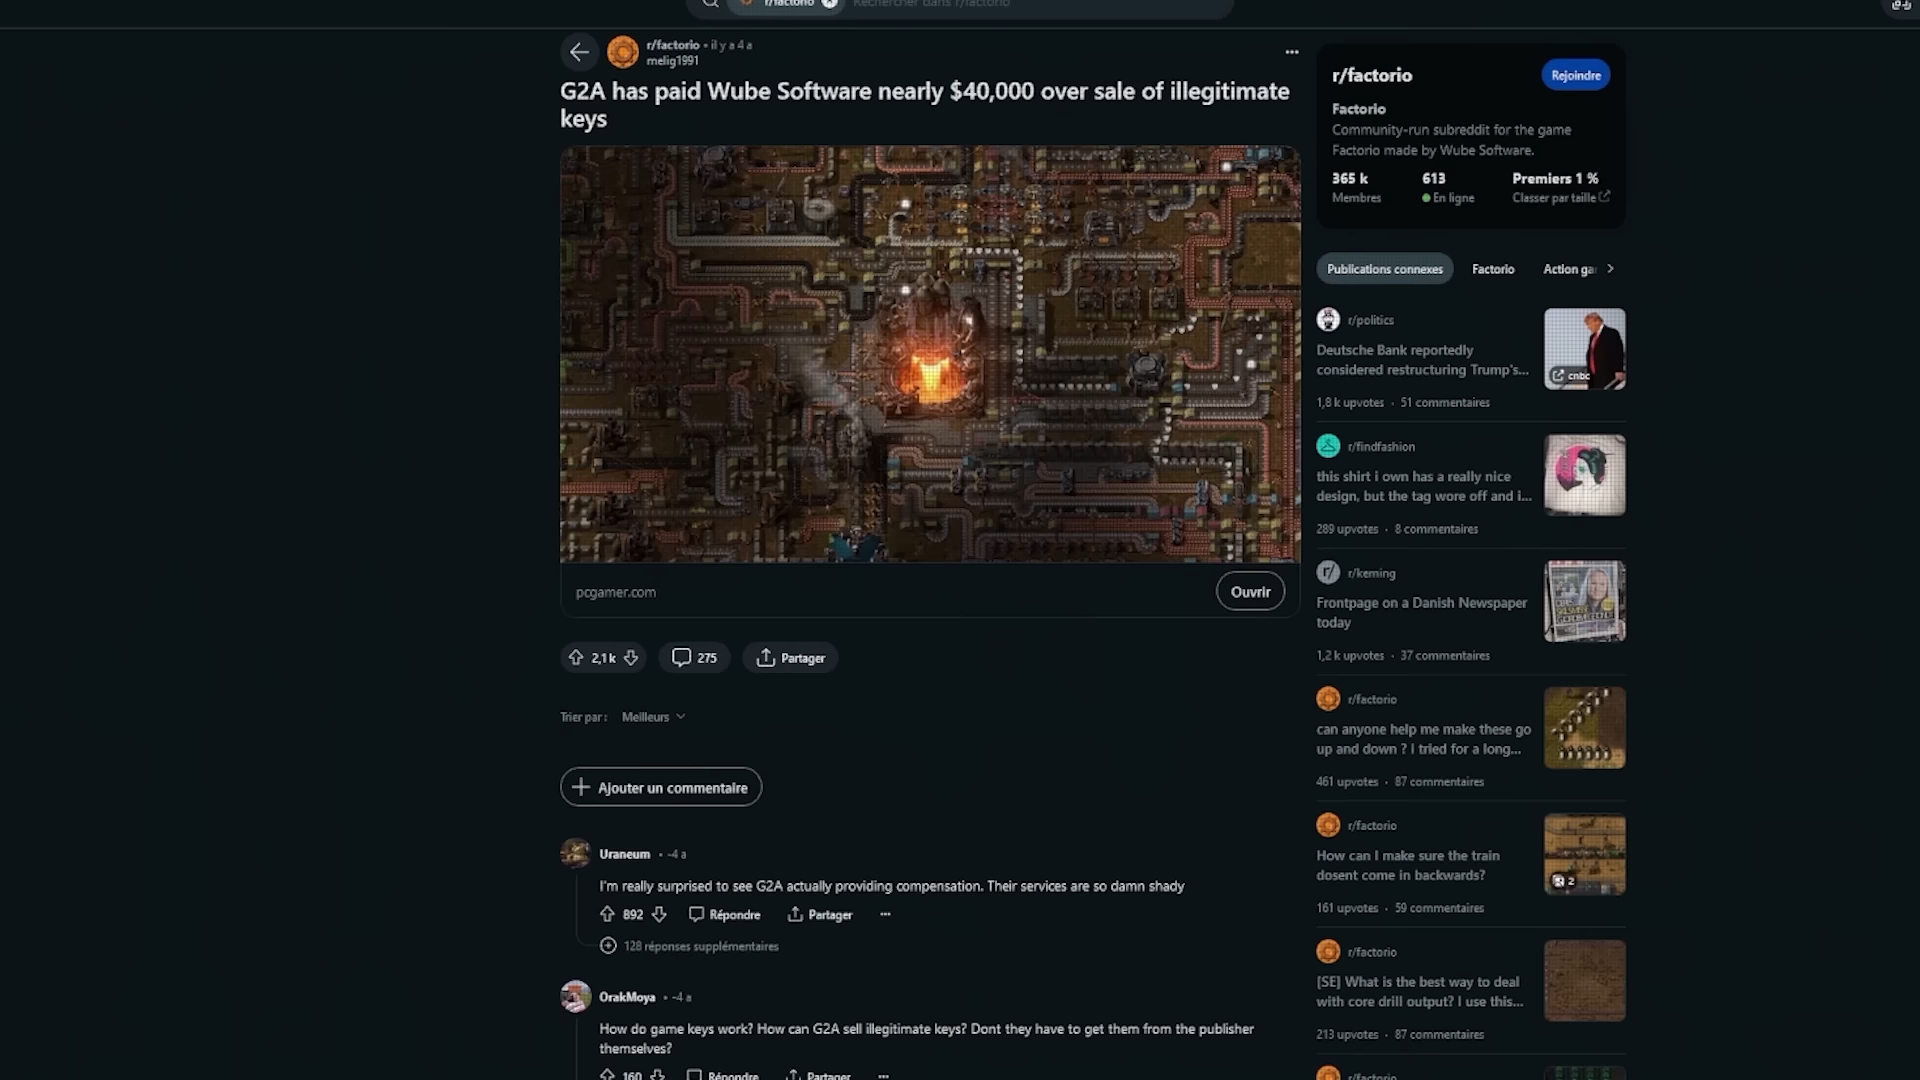 r/factorio
Rechercher dans r/factorio
r/factorio • il y a 4 a
melig1991
G2A has paid Wube Software nearly $40,000 over sale of illegitimate
keys
pcgamer.com
Ouvrir
2,1 k
275
Partager
Trier par :
Meilleurs
Ajouter un commentaire
Uraneum • -4 a
I'm really surprised to see G2A actually providing compensation. Their services are so damn shady
892
Répondre
Partager
128 réponses supplémentaires
OrakMoya • -4 a
How do game keys work? How can G2A sell illegitimate keys? Dont they have to get them from the publisher
themselves?
160
Répondre
Partager
r/factorio
Rejoindre
Factorio
Community-run subreddit for the game
Factorio made by Wube Software.
365 k
613
Premiers 1 %
Membres
En ligne
Classer par taille
Publications connexes
Factorio
Action ga
r/politics
Deutsche Bank reportedly
considered restructuring Trump's...
cnbc
1,8 k upvotes · 51 commentaires
r/findfashion
this shirt i own has a really nice
design, but the tag wore off and i...
289 upvotes · 8 commentaires
r/keming
Frontpage on a Danish Newspaper
today
1,2 k upvotes · 37 commentaires
r/factorio
can anyone help me make these go
up and down ? I tried for a long...
461 upvotes · 87 commentaires
r/factorio
How can I make sure the train
dosent come in backwards?
2
161 upvotes · 59 commentaires
r/factorio
[SE] What is the best way to deal
with core drill output? I use this...
213 upvotes · 87 commentaires
r/factorio